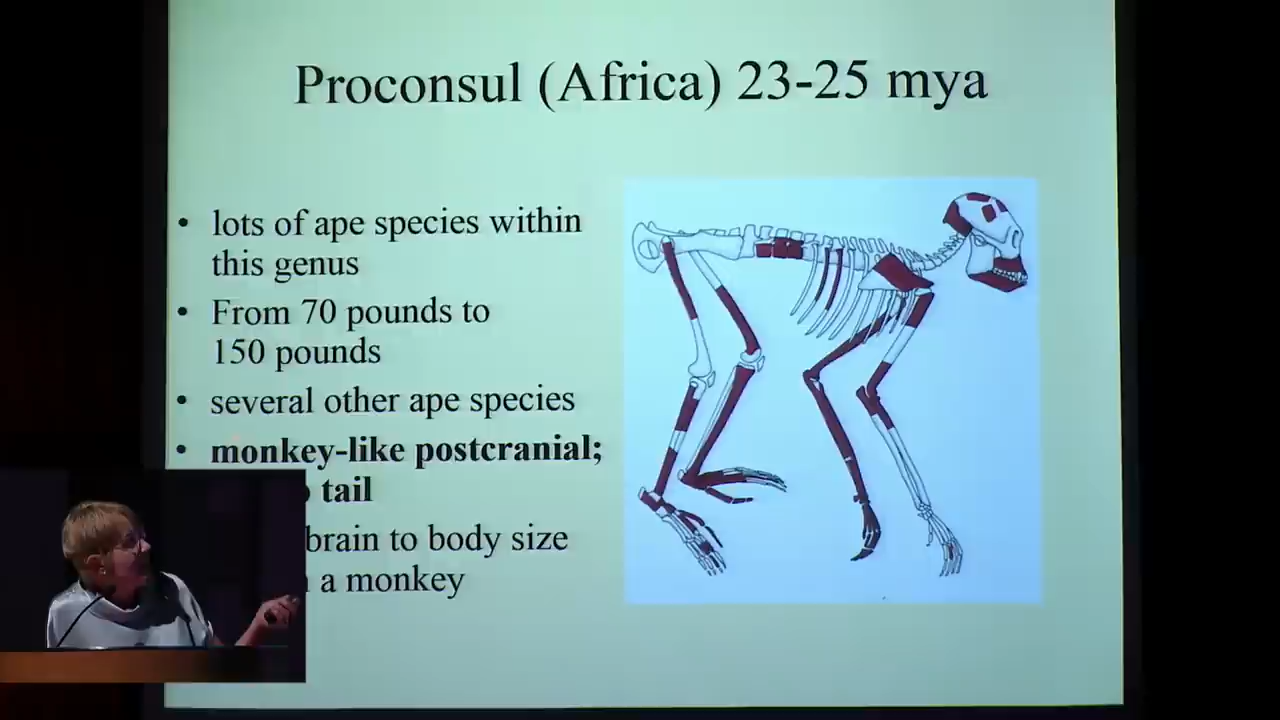 Proconsul (Africa) 23-25 mya
• lots of ape species within
this genus
• From 70 pounds to
150 pounds
• several other ape species
• monkey-like postcranial;
tail
brain to body size
a monkey